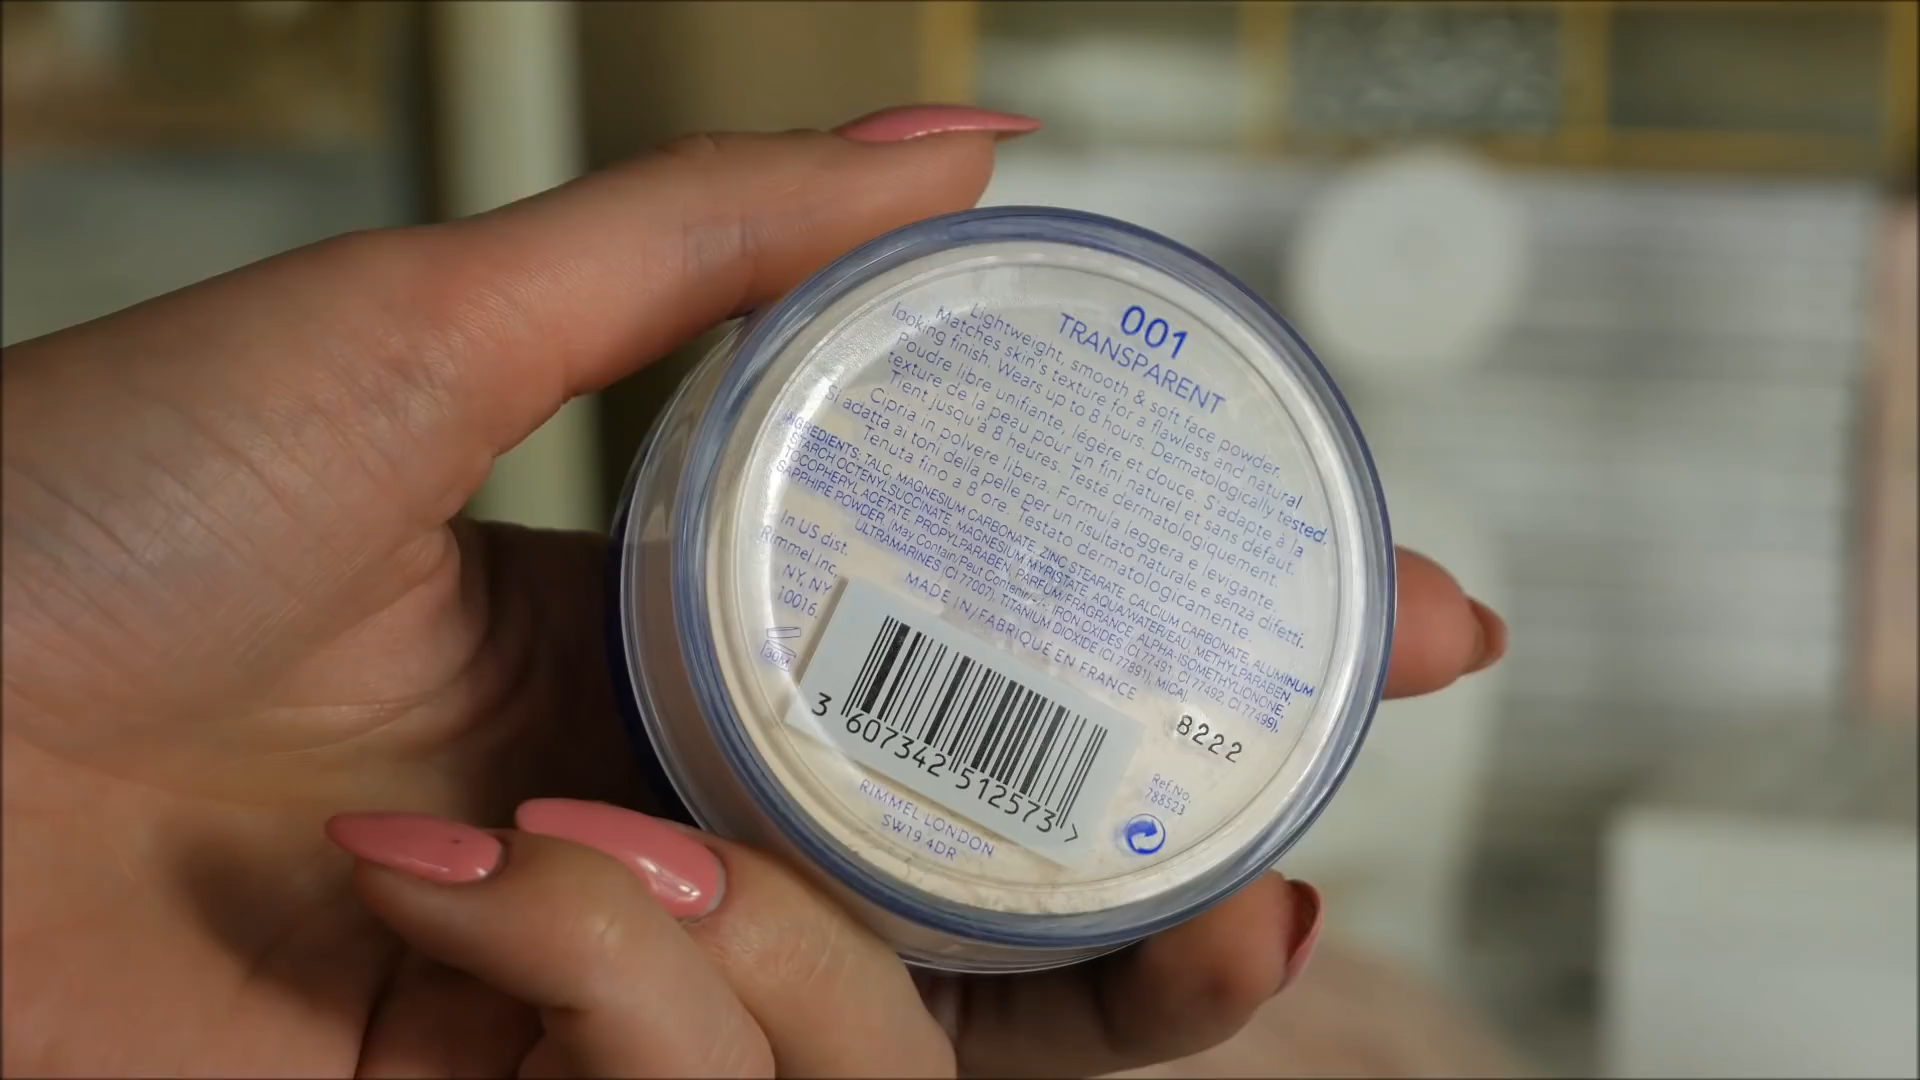 001
TRANSPARENT
Lightweight, smooth & soft face powder.
Matches skin's texture for a flawless and natural
looking finish. Wears up to 8 hours. Dermatologically tested.
Poudre libre unifiante, légère et douce. S'adapte à la
texture de la peau pour un fini naturel et sans défaut.
Tient jusqu'à 8 heures. Testé dermatologiquement.
Cipria in polvere libera. Formula leggera e levigante.
Si adatta ai toni della pelle per un risultato naturale e senza difetti.
Tenuta fino a 8 ore. Testato dermatologicamente.
INGREDIENTS: TALC, MAGNESIUM CARBONATE, ZINC STEARATE, CALCIUM CARBONATE, ALUMINUM
STARCH OCTENYLSUCCINATE, MAGNESIUM MYRISTATE, AQUA/WATER/EAU, METHYLPARABEN,
TOCOPHERYL ACETATE, PROPYLPARABEN, PARFUM/FRAGRANCE, ALPHA-ISOMETHYL IONONE,
SAPPHIRE POWDER, [May Contain/Peut Contenir/+/-: IRON OXIDES (CI 77491, CI 77492, CI 77499),
ULTRAMARINES (CI 77007), TITANIUM DIOXIDE (CI 77891), MICA].
In US dist.
Rimmel Inc,
NY, NY
10016.
MADE IN/FABRIQUÉ EN FRANCE
30M
3 607342 512573 >
8222
Ref.No.
788523
RIMMEL LONDON
SW19 4DR